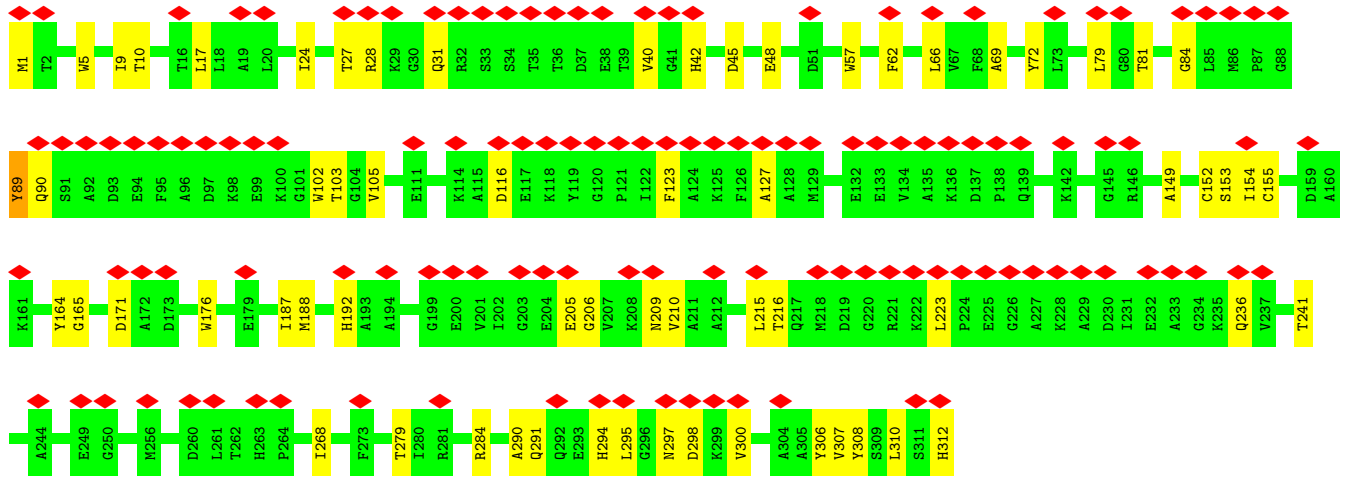 M1 T2 W5 I9 T10 T16 L17 L18 A19 L20 I24 T27 R28 K29 G30 Q31 R32 S33 S34 T35 T36 D37 E38 T39 V40 G41 H42 D45 E48 D51 W57 F62 L66 V67 F68 A69 Y72 L73 L79 G80 T81 G84 L85 M86 P87 G88
Y89 Q90 S91 A92 D93 E94 F95 A96 D97 K98 E99 K100 G101 W102 T103 G104 V105 E111 K114 A115 D116 E117 K118 Y119 G120 P121 I122 F123 A124 K125 F126 A127 A128 M129 E132 E133 V134 A135 K136 D137 P138 Q139 K142 G145 R146 A149 C152 S153 I154 C155 D159 A160
K161 Y164 G165 D171 A172 D173 W176 E179 I187 M188 H192 A193 A194 G199 E200 V201 I202 G203 E204 E205 G206 V207 K208 N209 V210 A211 A212 L215 T216 Q217 M218 D219 G220 R221 K222 L223 P224 E225 G226 A227 K228 A229 D230 I231 E232 A233 G234 K235 Q236 V237 T241
A244 E249 G250 M256 D260 L261 T262 H263 P264 I268 F273 T279 I280 R281 R284 A290 Q291 Q292 E293 H294 L295 G296 N297 D298 K299 V300 A304 A305 Y306 V307 Y308 S309 L310 S311 H312